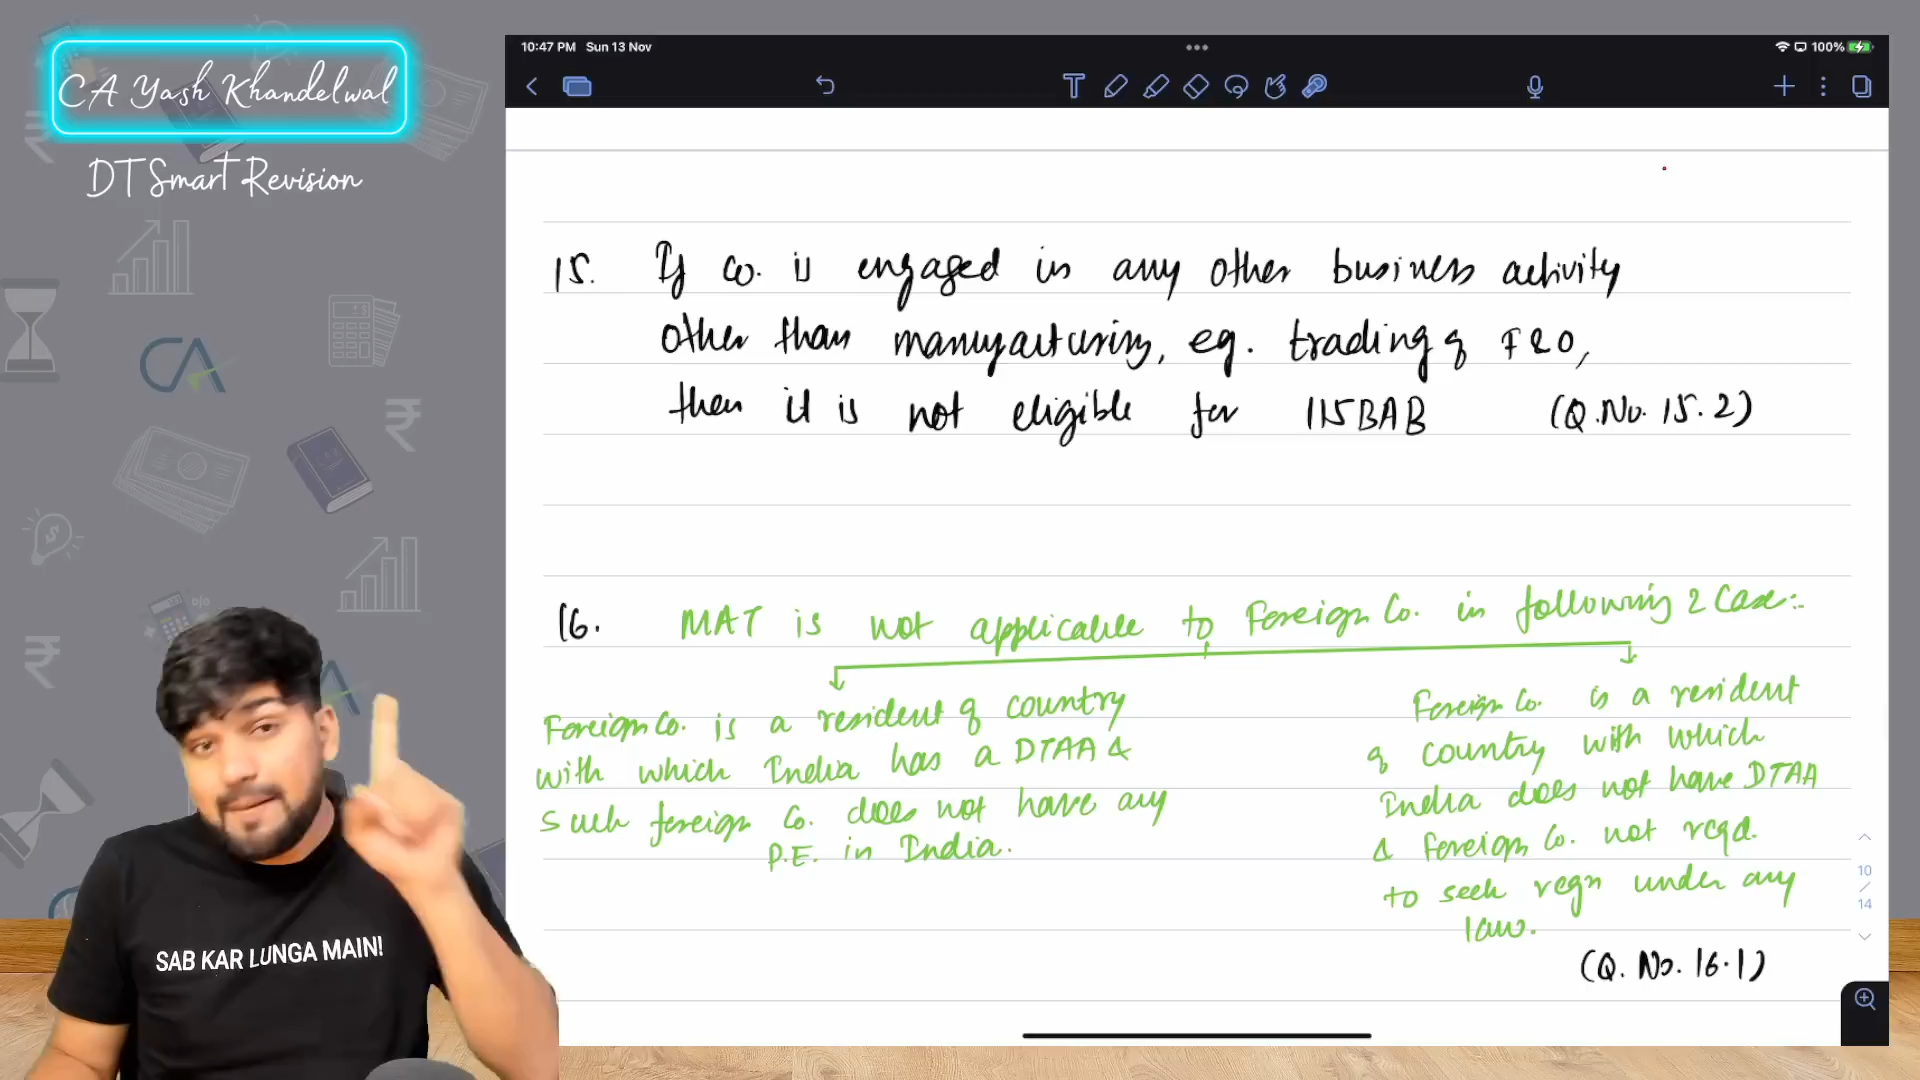 CA Yash Khandelwal
DT Smart Revision
10:47 PM Sun 13 Nov
100%
15. If Co. is engaged in any other business activity
other than manufacturing, eg. trading of F&O,
then it is not eligible for 115BAB (Q.No. 15.2)
16. MAT is not applicable to Foreign Co. in following 2 Case:-
Foreign Co. is a resident of country
with which India has a DTAA &
Such foreign Co. does not have any
P.E. in India.
Foreign Co. is a resident
of country with which
India does not have DTAA
& foreign Co. not reqd.
to seek regn under any
law.
(Q. No. 16.1)
10
/
14
CA
SAB KAR LUNGA MAIN!